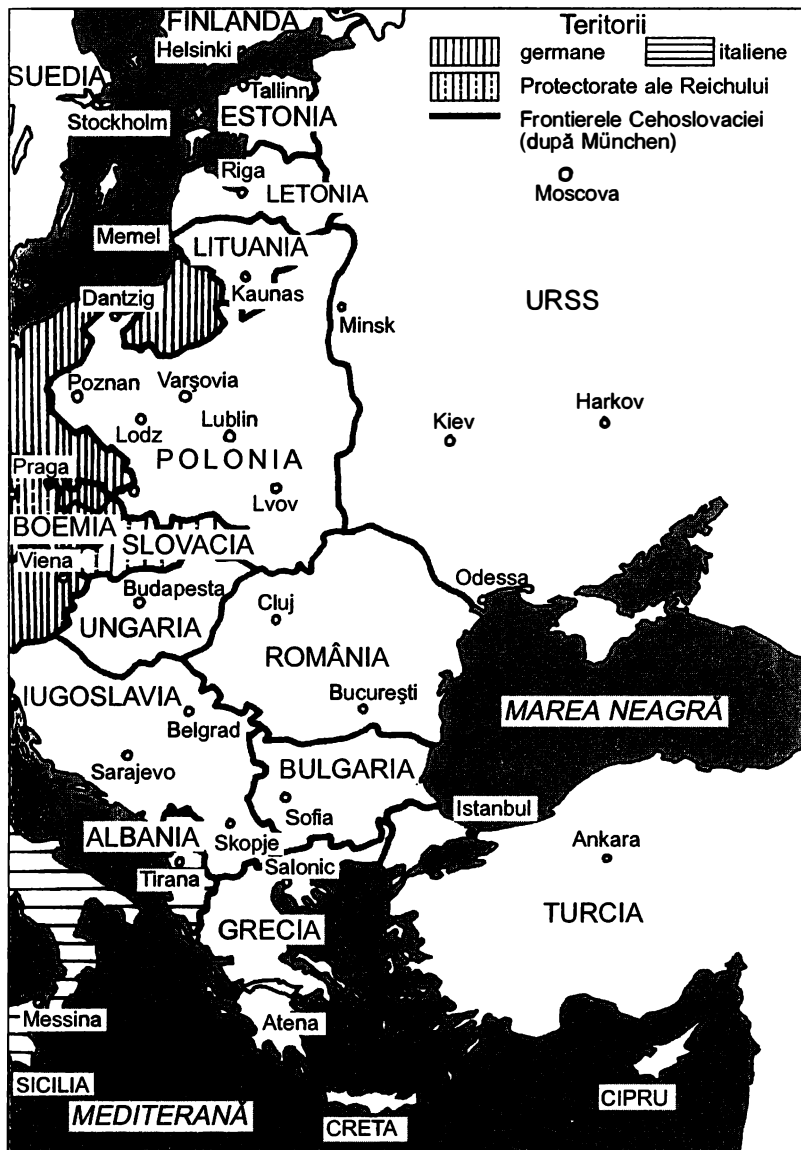 FINLANDA
Helsinki
SUEDIA
Tallinn
Stockholm
ESTONIA
Riga
LETONIA
Memel
LITUANIA
Dantzig
Kaunas
Teritorii
germane
italiene
Protectorate ale Reichului
Frontierele Cehoslovaciei
(după München)
Moscova
URSS
Minsk
Poznan
Varşovia
Lodz
Lublin
Kiev
Harkov
POLONIA
Praga
Lvov
BOEMIA
SLOVACIA
Viena
Budapesta
Cluj
Odessa
UNGARIA
ROMÂNIA
IUGOSLAVIA
Bucureşti
MAREA NEAGRĂ
Belgrad
Sarajevo
BULGARIA
Sofia
Istanbul
ALBANIA
Skopje
Ankara
Tirana
Salonic
GRECIA
TURCIA
Messina
Atena
SICILIA
MEDITERANĂ
CRETA
CIPRU